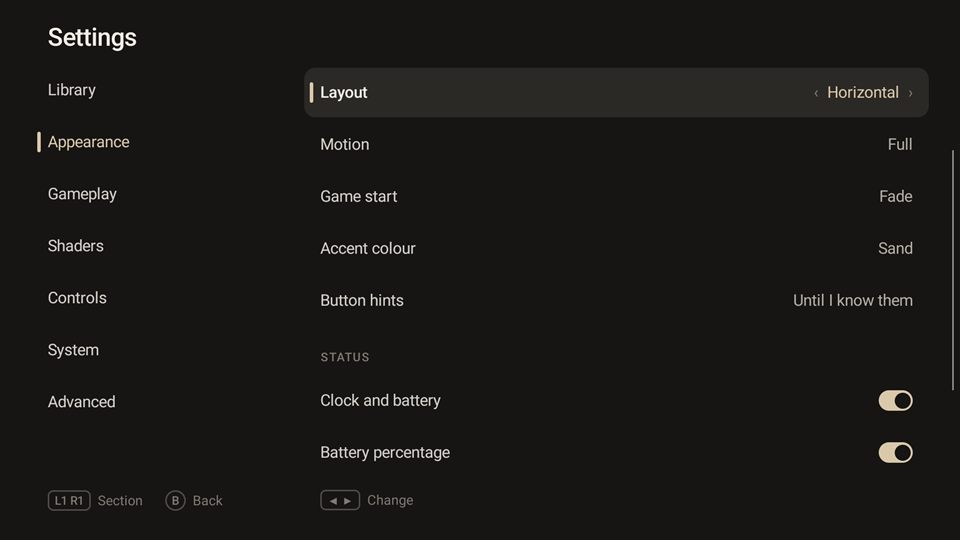 Settings
Library
Appearance
Gameplay
Shaders
Controls
System
Advanced
Layout ‹ Horizontal ›
Motion Full
Game start Fade
Accent colour Sand
Button hints Until I know them
STATUS
Clock and battery
Battery percentage
L1 R1 Section B Back ◄ ► Change